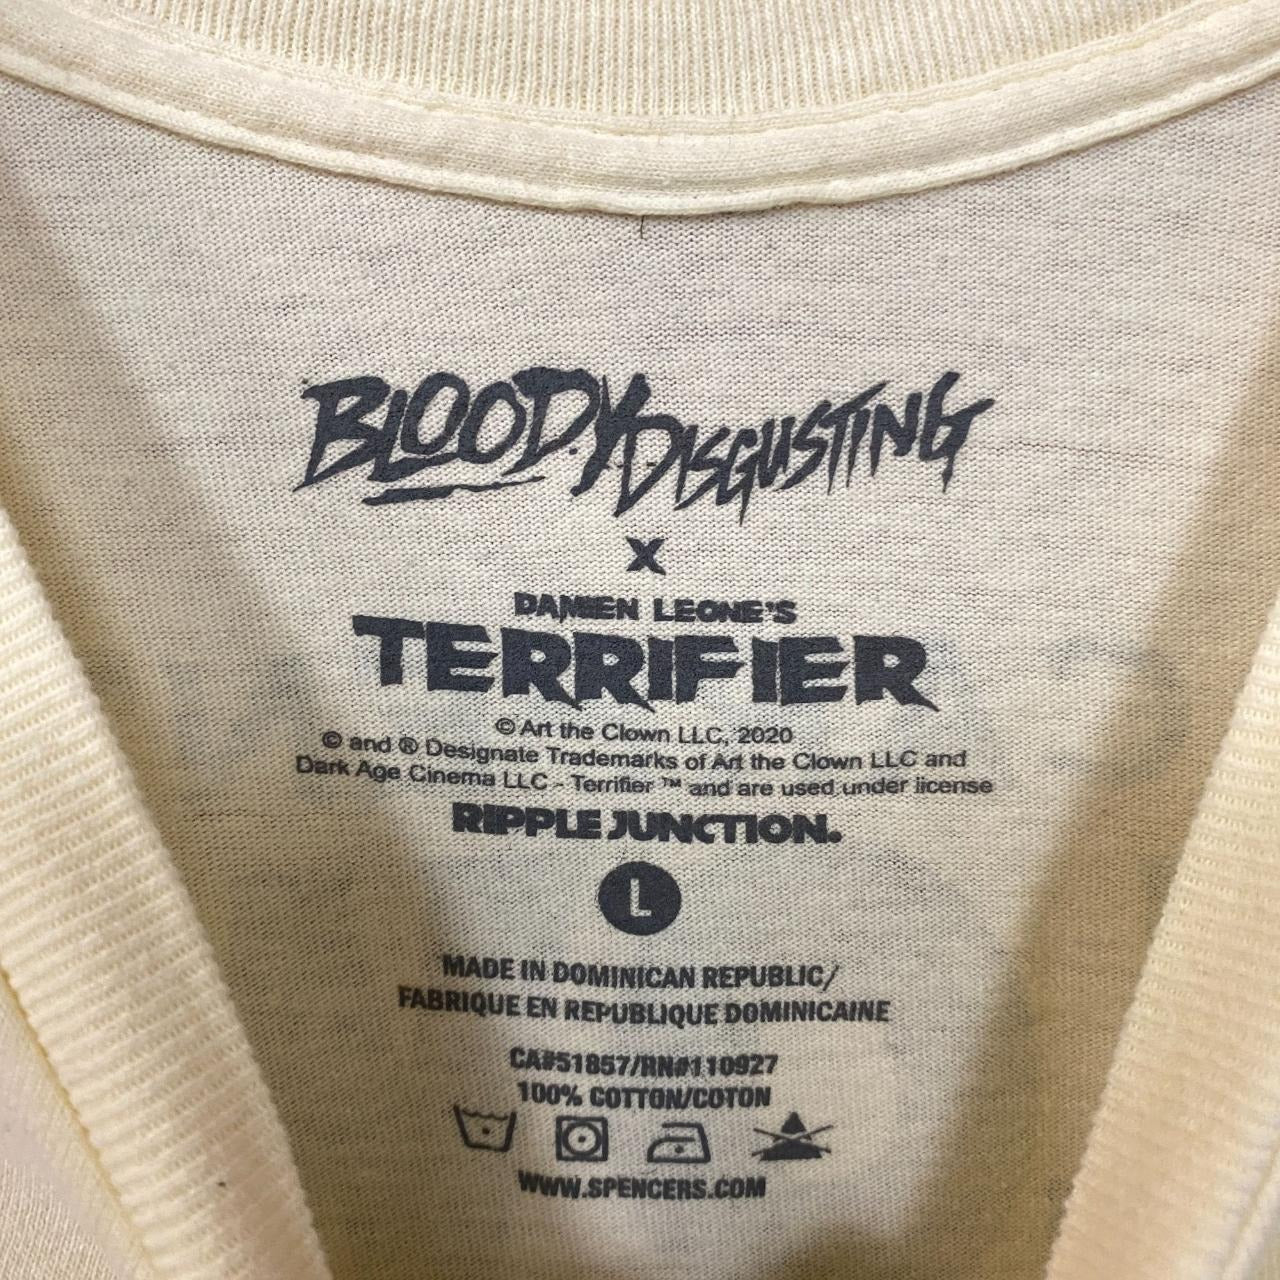 BLOODY DISGUSTING
X
DAMIEN LEONE'S
TERRIFIER
© Art the Clown LLC, 2020
© and ® Designate Trademarks of Art the Clown LLC and
Dark Age Cinema LLC - Terrifier ™ and are used under license
RIPPLE JUNCTION.
L
MADE IN DOMINICAN REPUBLIC/
FABRIQUE EN REPUBLIQUE DOMINICAINE
CA#51857/RN#110927
100% COTTON/COTON
WWW.SPENCERS.COM